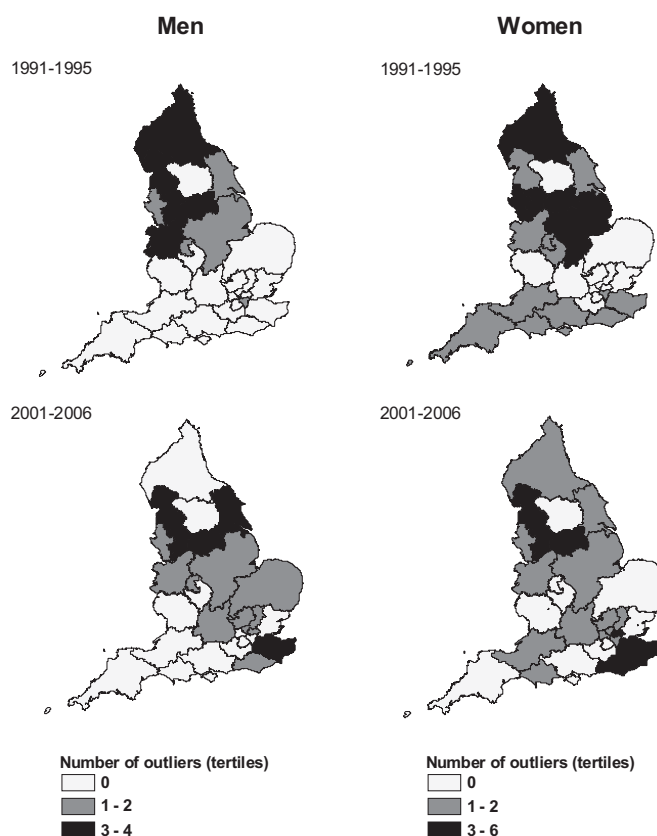 Men
Women
1991-1995
1991-1995
2001-2006
2001-2006
Number of outliers (tertiles)
0
1 - 2
3 - 4
Number of outliers (tertiles)
0
1 - 2
3 - 6